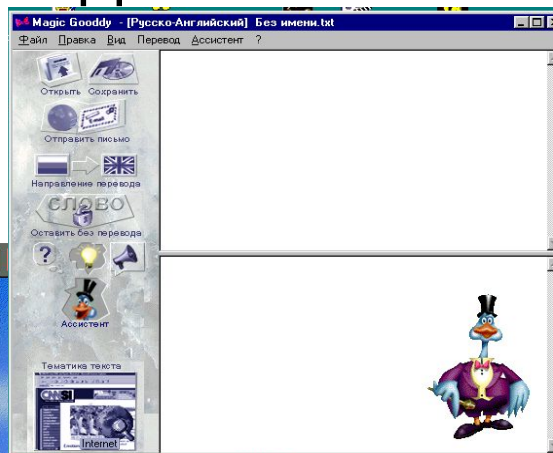 Magic Gooddy - [Русско-Английский] Без имени.txt
Файл Правка Вид Перевод Ассистент ?
Открыть Сохранить
Отправить письмо
Направление перевода
СЛОВО
Оставить без перевода
?
Ассистент
Тематика текста
Internet